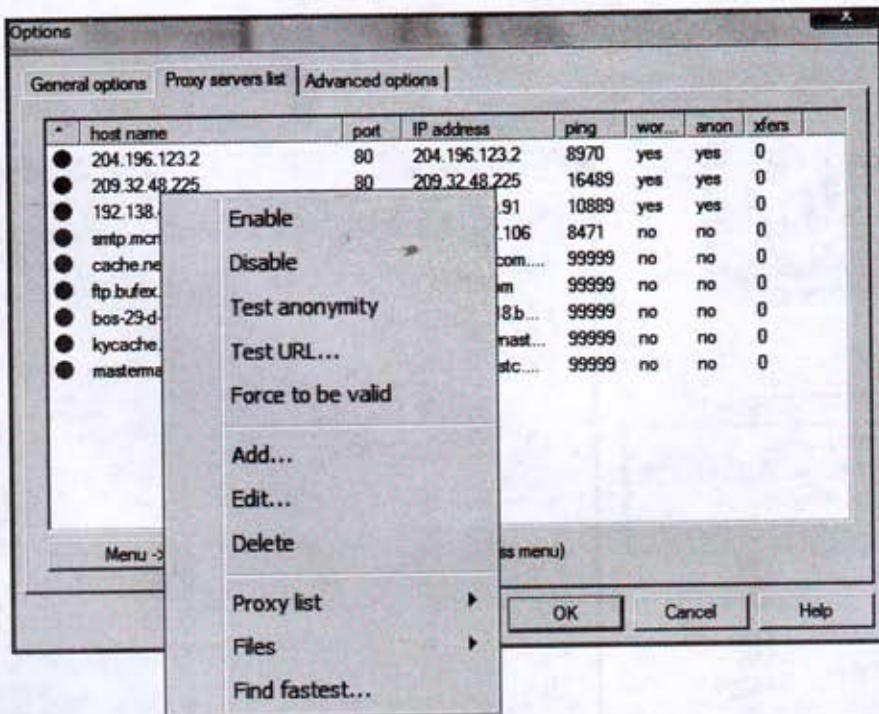 Options
X
General options Proxy servers list Advanced options
host name port IP address ping wor... anon xfers
204.196.123.2 80 204.196.123.2 8970 yes yes 0
209.32.48.225 80 209.32.48.225 16489 yes yes 0
192.138. .91 10889 yes yes 0
smtp.mcn .106 8471 no no 0
cache.ne com.... 99999 no no 0
ftp.bufex. m 99999 no no 0
bos-29-d- 18.b... 99999 no no 0
kycache. mast... 99999 no no 0
masterma stc.... 99999 no no 0
Enable
Disable
Test anonymity
Test URL...
Force to be valid
Add...
Edit...
Delete
Proxy list
Files
Find fastest...
Menu -> ss menu)
OK Cancel Help